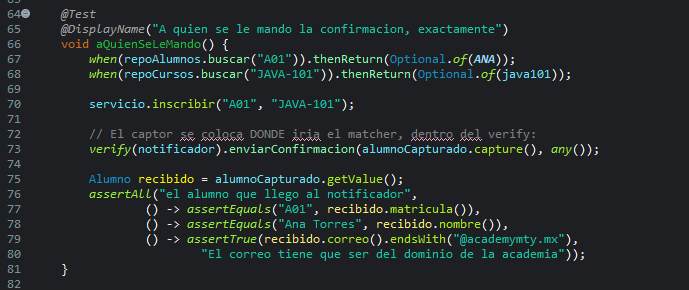 64 @Test
65 @DisplayName("A quien se le mando la confirmacion, exactamente")
66 void aQuienSeLeMando() {
67 when(repoAlumnos.buscar("A01")).thenReturn(Optional.of(ANA));
68 when(repoCursos.buscar("JAVA-101")).thenReturn(Optional.of(java101));
69
70 servicio.inscribir("A01", "JAVA-101");
71
72 // El captor se coloca DONDE iria el matcher, dentro del verify:
73 verify(notificador).enviarConfirmacion(alumnoCapturado.capture(), any());
74
75 Alumno recibido = alumnoCapturado.getValue();
76 assertAll("el alumno que llego al notificador",
77 () -> assertEquals("A01", recibido.matricula()),
78 () -> assertEquals("Ana Torres", recibido.nombre()),
79 () -> assertTrue(recibido.correo().endsWith("@academymty.mx"),
80 "El correo tiene que ser del dominio de la academia"));
81 }
82